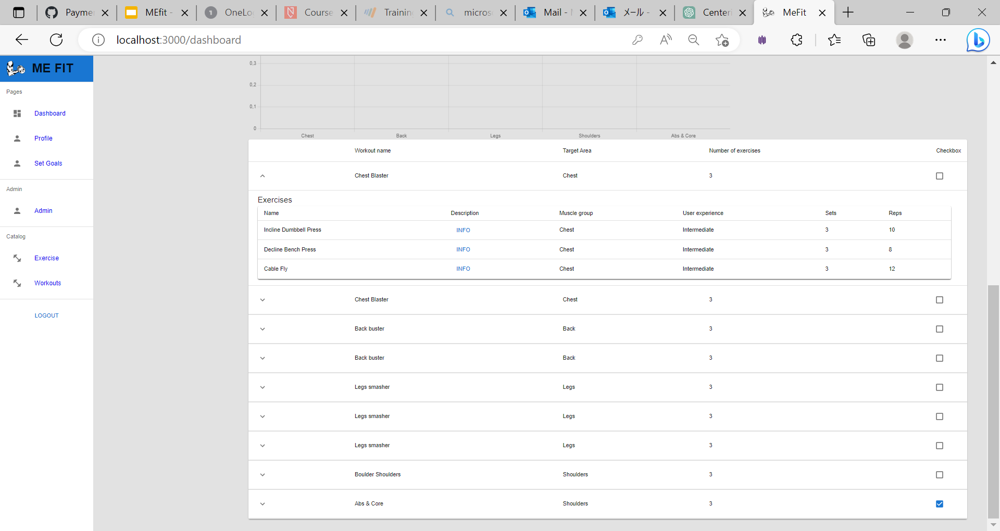 Payme
MEfit -
1
OneLo
Course
Training
micros
Mail -
メール -
Centeri
MeFit
localhost:3000/dashboard
ME FIT
Pages
Dashboard
Profile
Set Goals
Admin
Admin
Catalog
Exercise
Workouts
LOGOUT
0,3
0,2
0,1
0
Chest Back Legs Shoulders Abs & Core
Workout name Target Area Number of exercises Checkbox
Chest Blaster Chest 3
Exercises
Name Description Muscle group User experience Sets Reps
Incline Dumbbell Press INFO Chest Intermediate 3 10
Decline Bench Press INFO Chest Intermediate 3 8
Cable Fly INFO Chest Intermediate 3 12
Chest Blaster Chest 3
Back buster Back 3
Back buster Back 3
Legs smasher Legs 3
Legs smasher Legs 3
Legs smasher Legs 3
Boulder Shoulders Shoulders 3
Abs & Core Shoulders 3